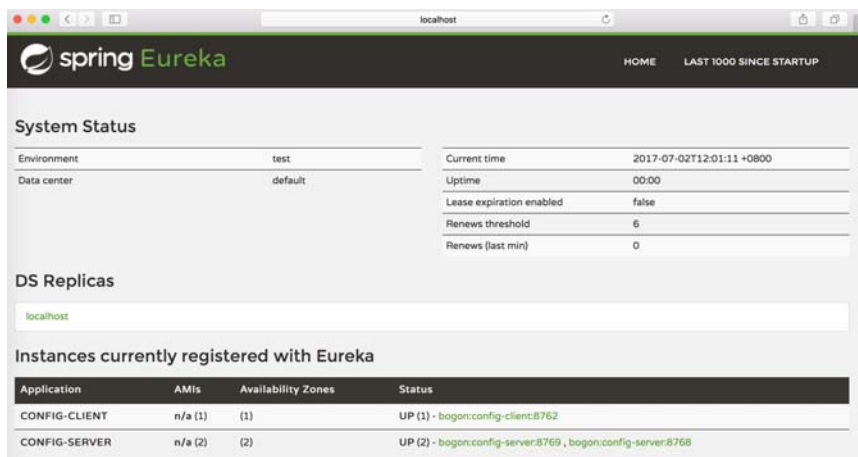 localhost
spring Eureka
HOME LAST 1000 SINCE STARTUP
System Status
Environment test
Data center default
Current time 2017-07-02T12:01:11 +0800
Uptime 00:00
Lease expiration enabled false
Renews threshold 6
Renews (last min) 0
DS Replicas
localhost
Instances currently registered with Eureka
Application AMIs Availability Zones Status
CONFIG-CLIENT n/a (1) (1) UP (1) - bogon:config-client:8762
CONFIG-SERVER n/a (2) (2) UP (2) - bogon:config-server:8769 , bogon:config-server:8768